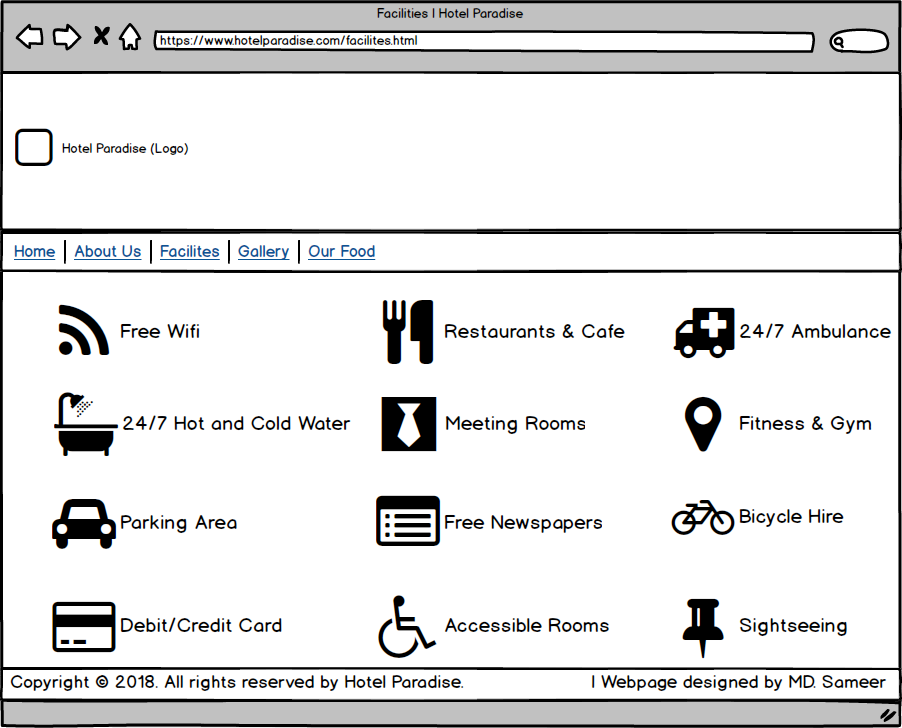 Facilities | Hotel Paradise
https://www.hotelparadise.com/facilites.html
Hotel Paradise (Logo)
Home | About Us | Facilites | Gallery | Our Food
Free Wifi Restaurants & Cafe 24/7 Ambulance
24/7 Hot and Cold Water Meeting Rooms Fitness & Gym
Parking Area Free Newspapers Bicycle Hire
Debit/Credit Card Accessible Rooms Sightseeing
Copyright © 2018. All rights reserved by Hotel Paradise. | Webpage designed by MD. Sameer